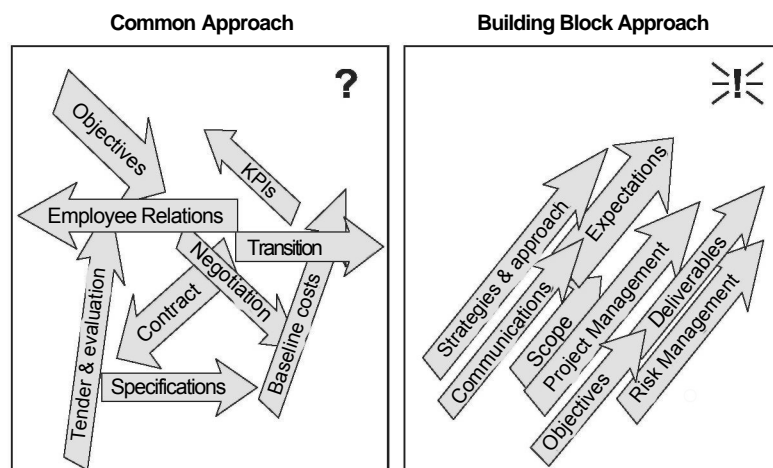 Common Approach
?
Objectives
KPIs
Employee Relations
Transition
Negotiation
Contract
Tender & evaluation
Specifications
Baseline costs
Building Block Approach
!
Strategies & approach
Expectations
Communications
Scope
Project Management
Deliverables
Objectives
Risk Management